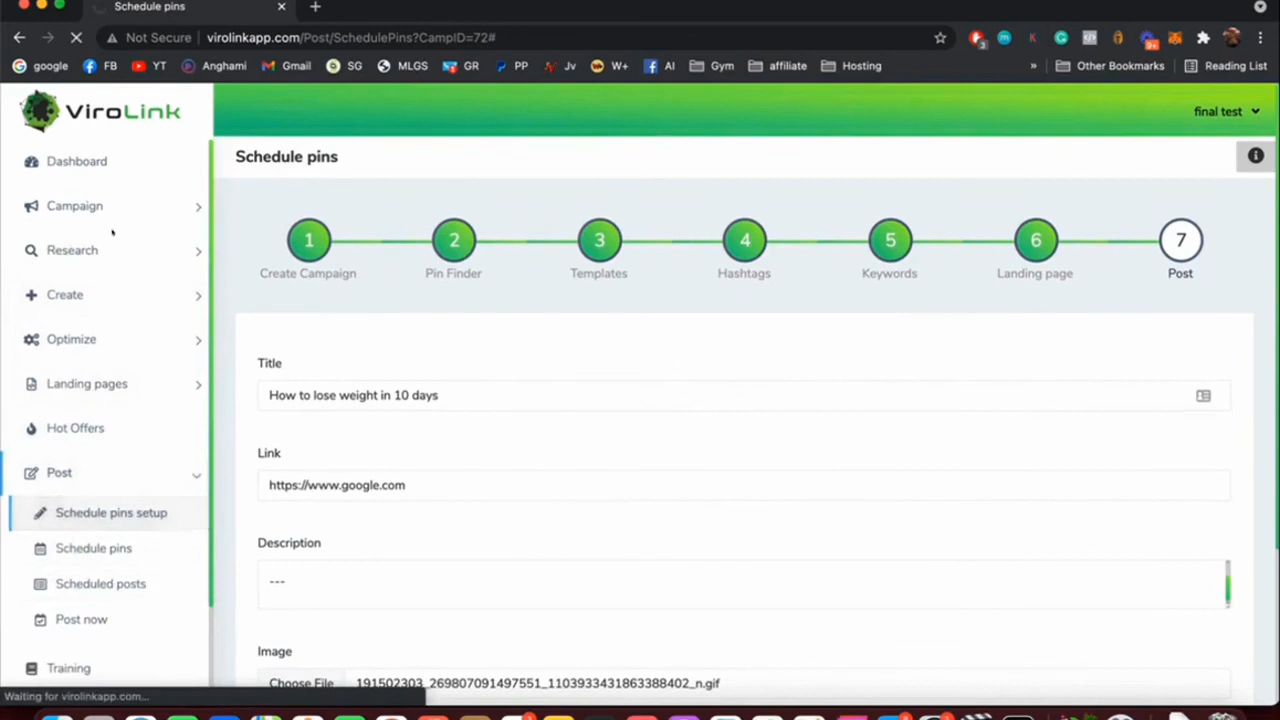 Schedule pins
Not Secure
virolinkapp.com/Post/SchedulePins?CampID=72#
3
9+
google
FB
YT
Anghami
Gmail
SG
MLGS
GR
PP
Jv
W+
AI
Gym
affiliate
Hosting
»
Other Bookmarks
Reading List
ViroLink
final test
Dashboard
Schedule pins
Campaign
1
2
3
4
5
6
7
Research
Create Campaign
Pin Finder
Templates
Hashtags
Keywords
Landing page
Post
Create
Optimize
Title
Landing pages
How to lose weight in 10 days
Hot Offers
Link
Post
https://www.google.com
Schedule pins setup
Schedule pins
Description
Scheduled posts
---
Post now
Image
Training
Choose File
191502303_269807091497551_1103933431863388402_n.gif
Waiting for virolinkapp.com...